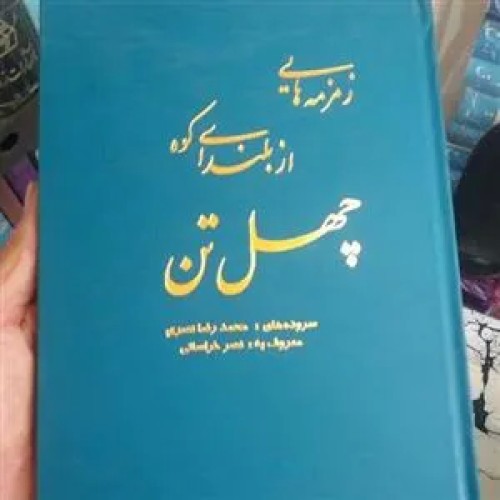 زمزمه هایی
از بلندای کوه
چهل تن
سروده‌های : محمد رضا نصری
معروف به : نصر خراسانی